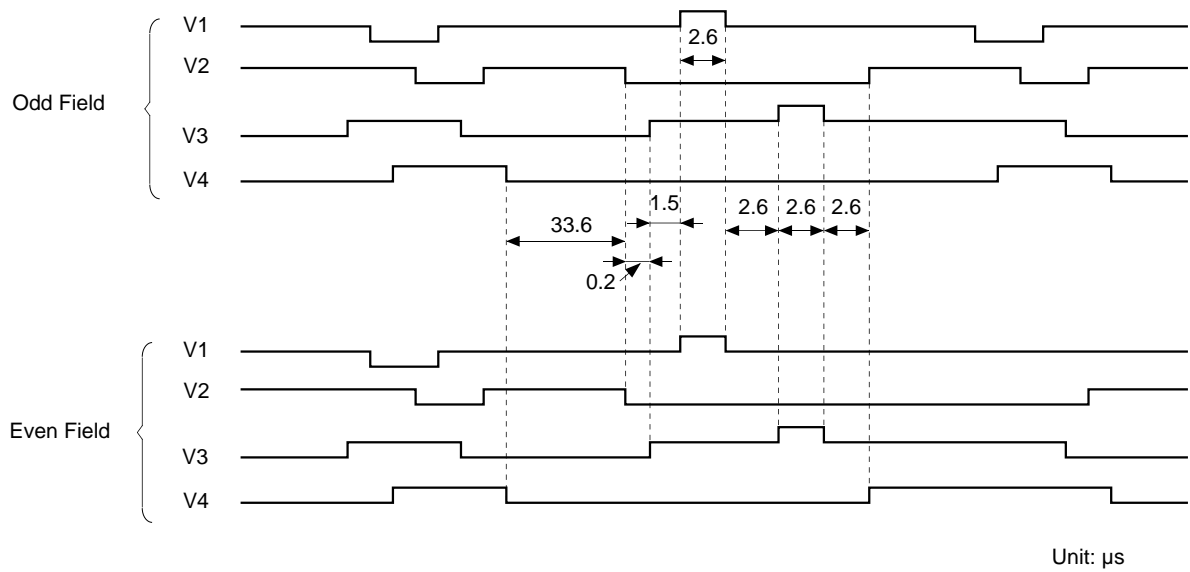 V1
2.6
V2
Odd Field
V3
V4
1.5
33.6
2.6
2.6
2.6
0.2
V1
V2
Even Field
V3
V4
Unit: µs